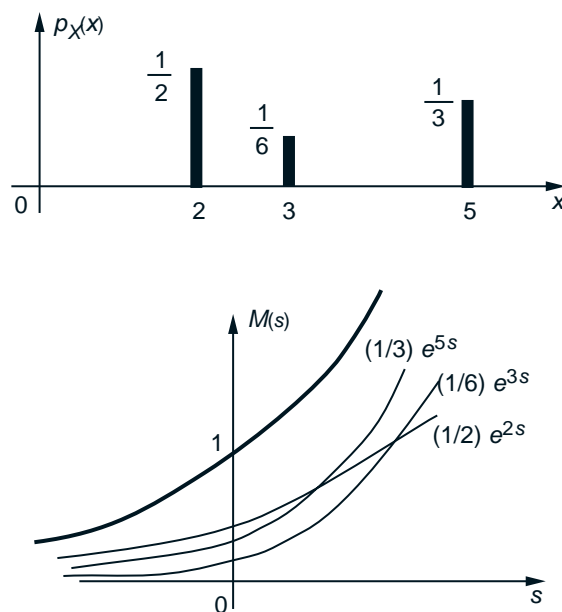 p_X(x)
1/2
1/6
1/3
0 2 3 5 x
M(s)
(1/3) e^{5s}
(1/6) e^{3s}
(1/2) e^{2s}
1
0 s